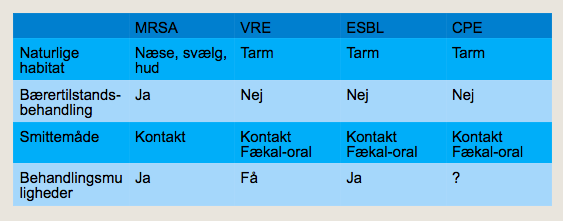 MRSA VRE ESBL CPE
Naturlige Næse, svælg, Tarm Tarm Tarm
habitat hud
Bærertilstands- Ja Nej Nej Nej
behandling
Smittemåde Kontakt Kontakt Kontakt Kontakt
Fækal-oral Fækal-oral Fækal-oral
Behandlingsmu Ja Få Ja ?
ligheder